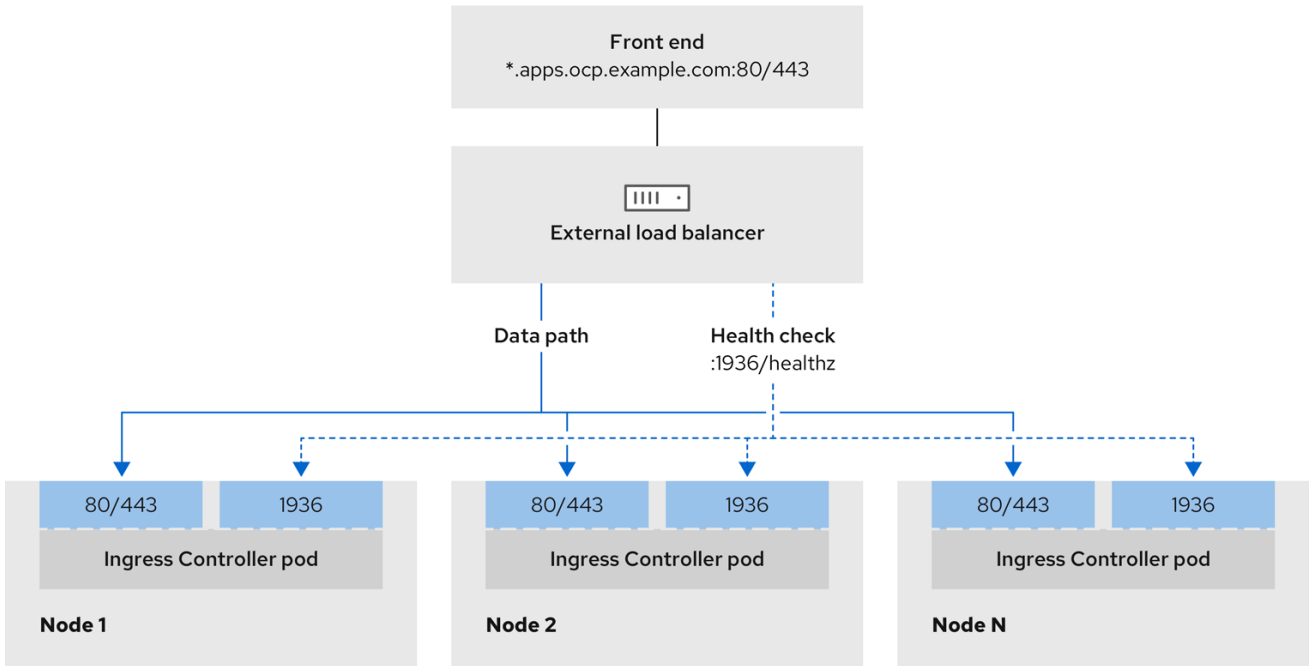 Front end
*.apps.ocp.example.com:80/443
External load balancer
Data path
Health check
:1936/healthz
80/443
1936
80/443
1936
80/443
1936
Ingress Controller pod
Ingress Controller pod
Ingress Controller pod
Node 1
Node 2
Node N